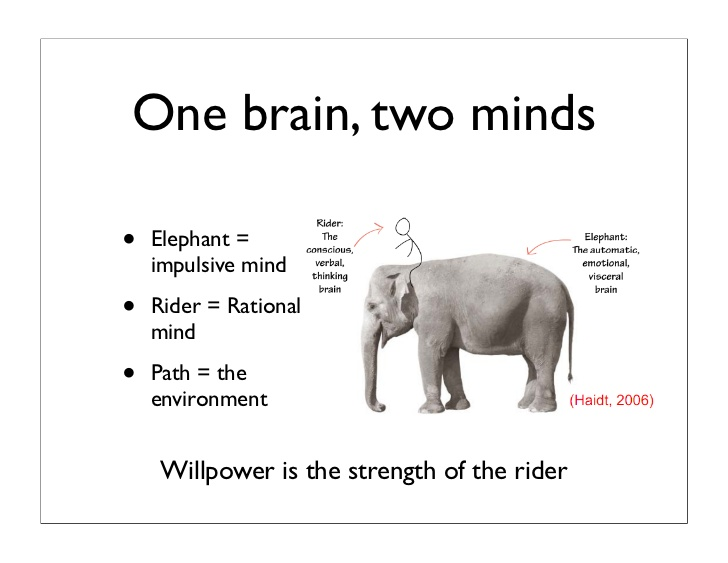 One brain, two minds
• Elephant =
impulsive mind
• Rider = Rational
mind
• Path = the
environment
Rider:
The
conscious,
verbal,
thinking
brain
Elephant:
The automatic,
emotional,
visceral
brain
(Haidt, 2006)
Willpower is the strength of the rider